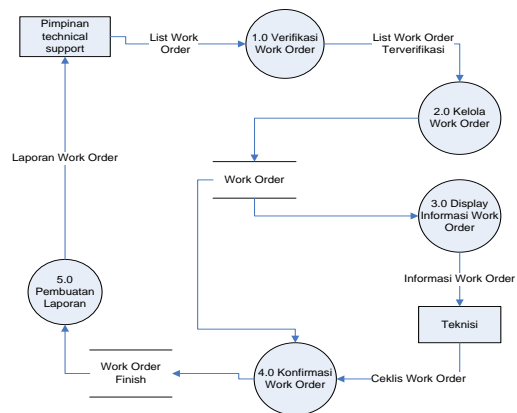 Pimpinan
technical
support
List Work
Order
1.0 Verifikasi
Work Order
List Work Order
Terverifikasi
2.0 Kelola
Work Order
Laporan Work Order
Work Order
3.0 Display
Informasi Work
Order
Informasi Work Order
5.0
Pembuatan
Laporan
Teknisi
Work Order
Finish
4.0 Konfirmasi
Work Order
Ceklis Work Order